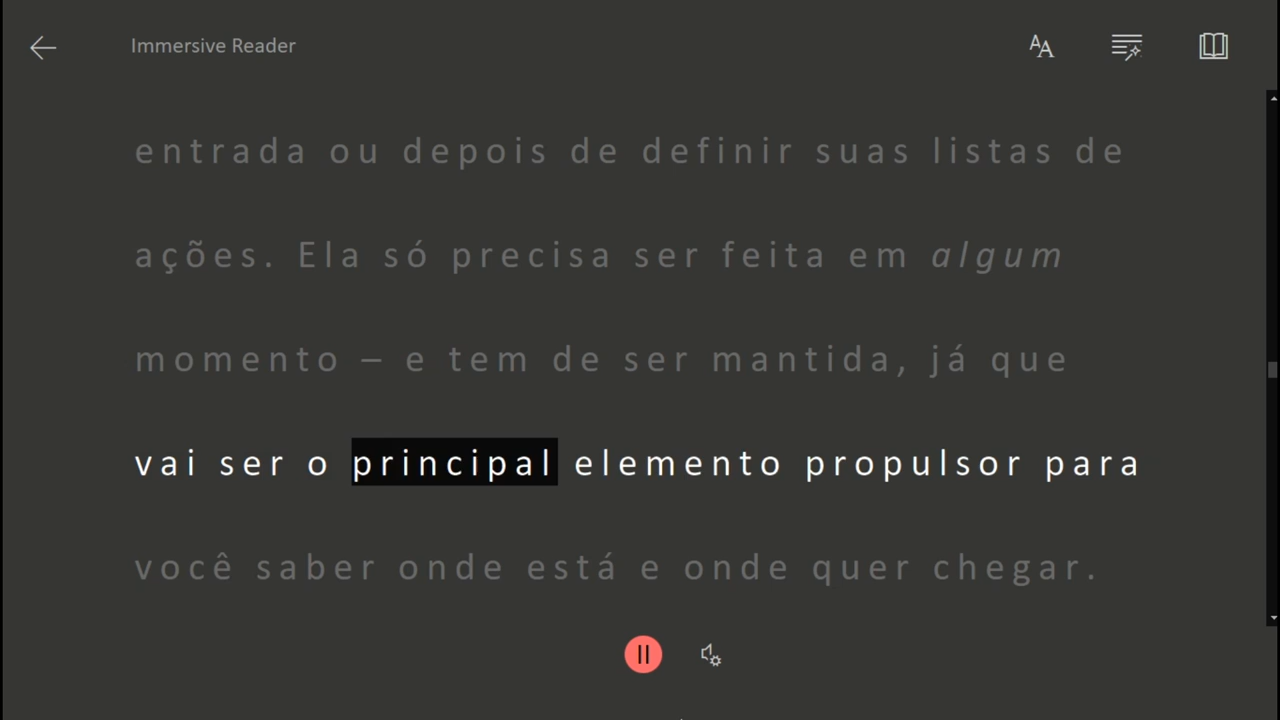 Immersive Reader
entrada ou depois de definir suas listas de
ações. Ela só precisa ser feita em algum
momento – e tem de ser mantida, já que
vai ser o principal elemento propulsor para
você saber onde está e onde quer chegar.